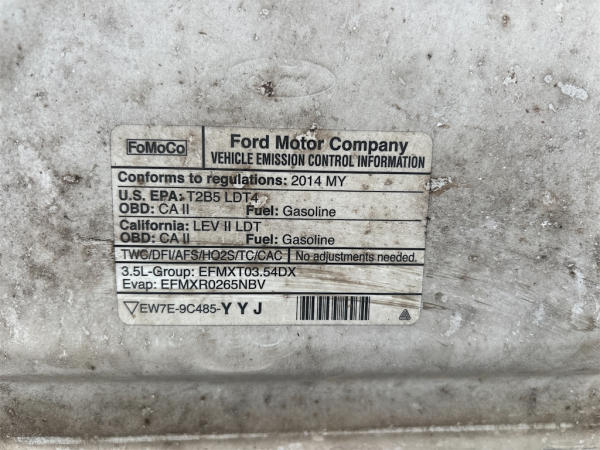 FoMoCo
Ford Motor Company
VEHICLE EMISSION CONTROL INFORMATION
Conforms to regulations: 2014 MY
U.S. EPA: T2B5 LDT4
OBD: CA II Fuel: Gasoline
California: LEV II LDT
OBD: CA II Fuel: Gasoline
TWC/DFI/AFS/HO2S/TC/CAC No adjustments needed.
3.5L-Group: EFMXT03.54DX
Evap: EFMXR0265NBV
EW7E-9C485-YYJ